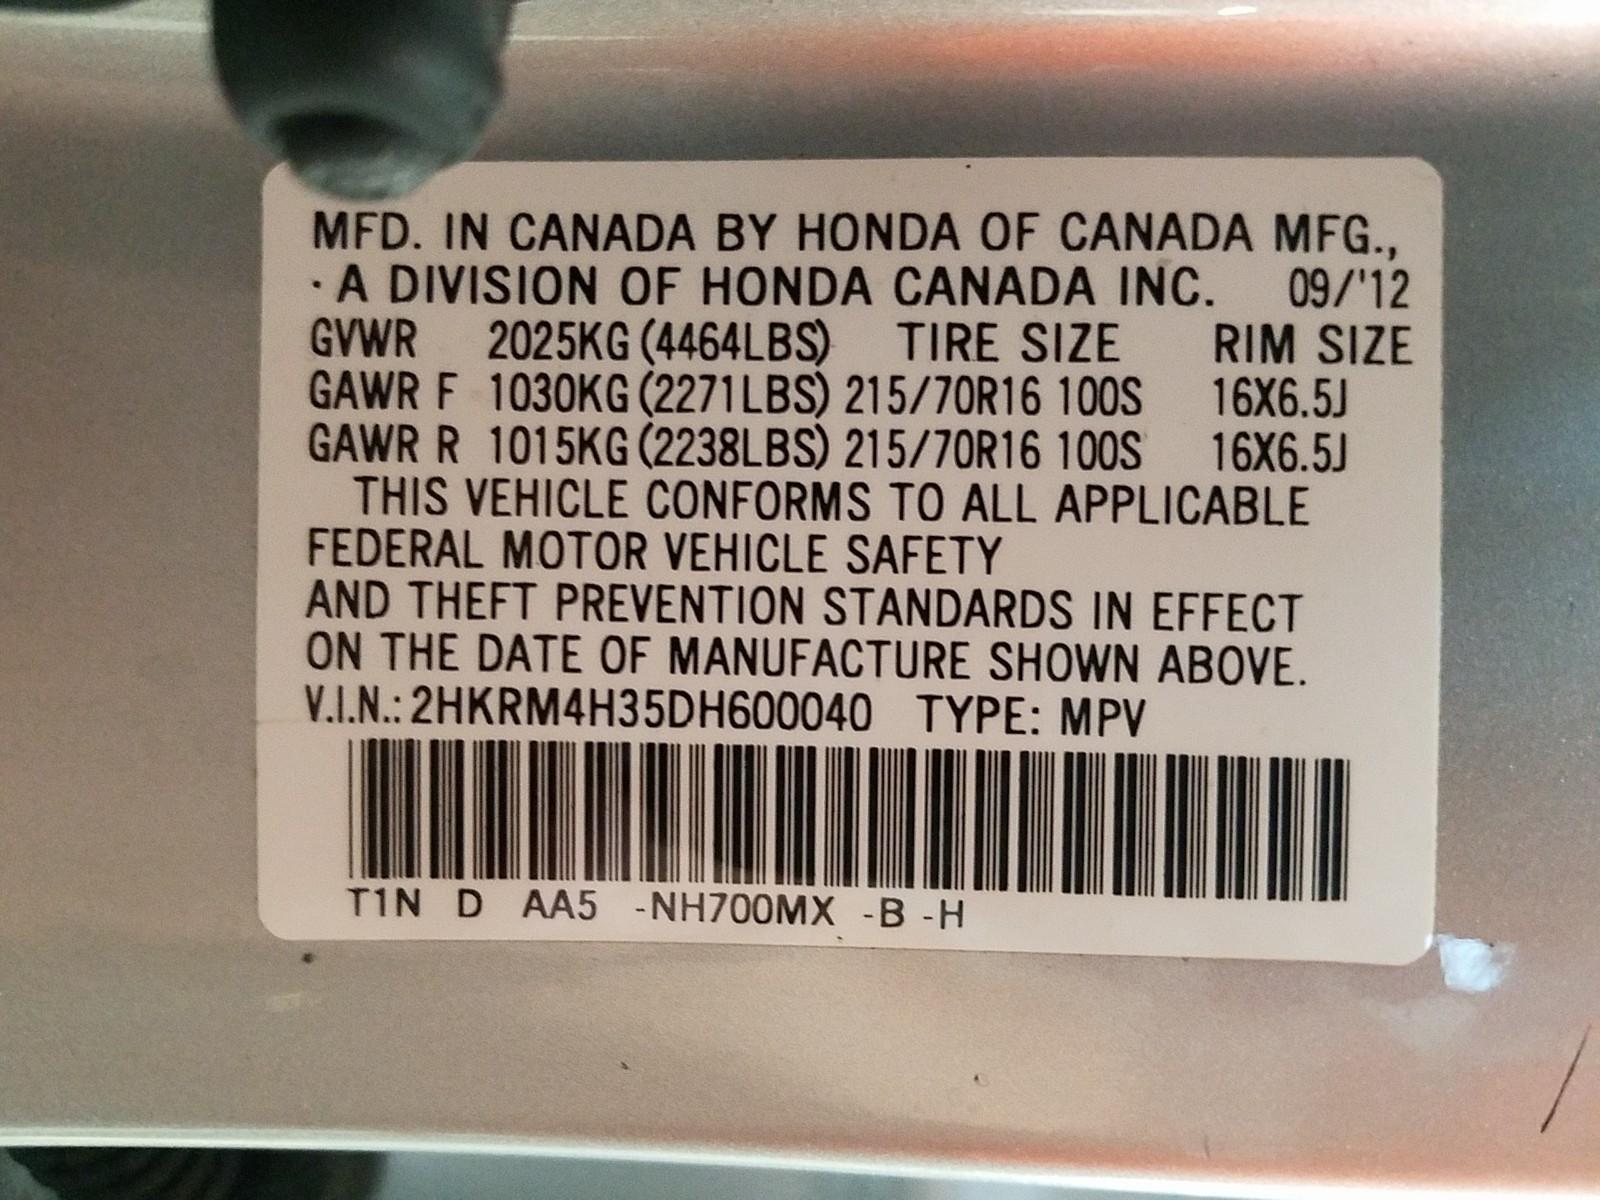 MFD. IN CANADA BY HONDA OF CANADA MFG.,
· A DIVISION OF HONDA CANADA INC. 09/'12
GVWR 2025KG (4464LBS) TIRE SIZE RIM SIZE
GAWR F 1030KG (2271LBS) 215/70R16 100S 16X6.5J
GAWR R 1015KG (2238LBS) 215/70R16 100S 16X6.5J
THIS VEHICLE CONFORMS TO ALL APPLICABLE
FEDERAL MOTOR VEHICLE SAFETY
AND THEFT PREVENTION STANDARDS IN EFFECT
ON THE DATE OF MANUFACTURE SHOWN ABOVE.
V.I.N.: 2HKRM4H35DH600040 TYPE: MPV
T1N D AA5 -NH700MX -B -H